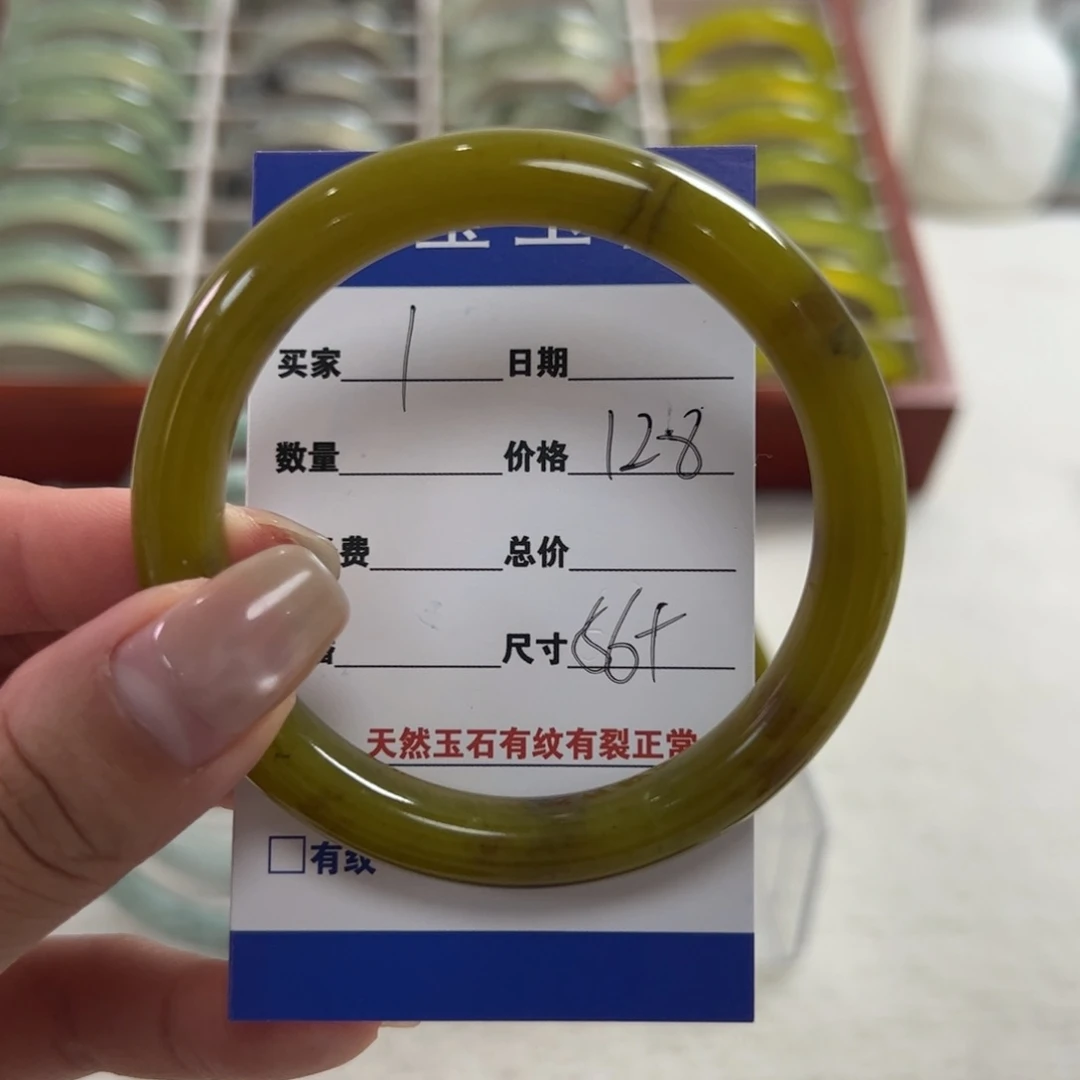 买家 1 日期
数量 价格 128
费 总价
尺寸 56+
天然玉石有纹有裂正常
□有纹